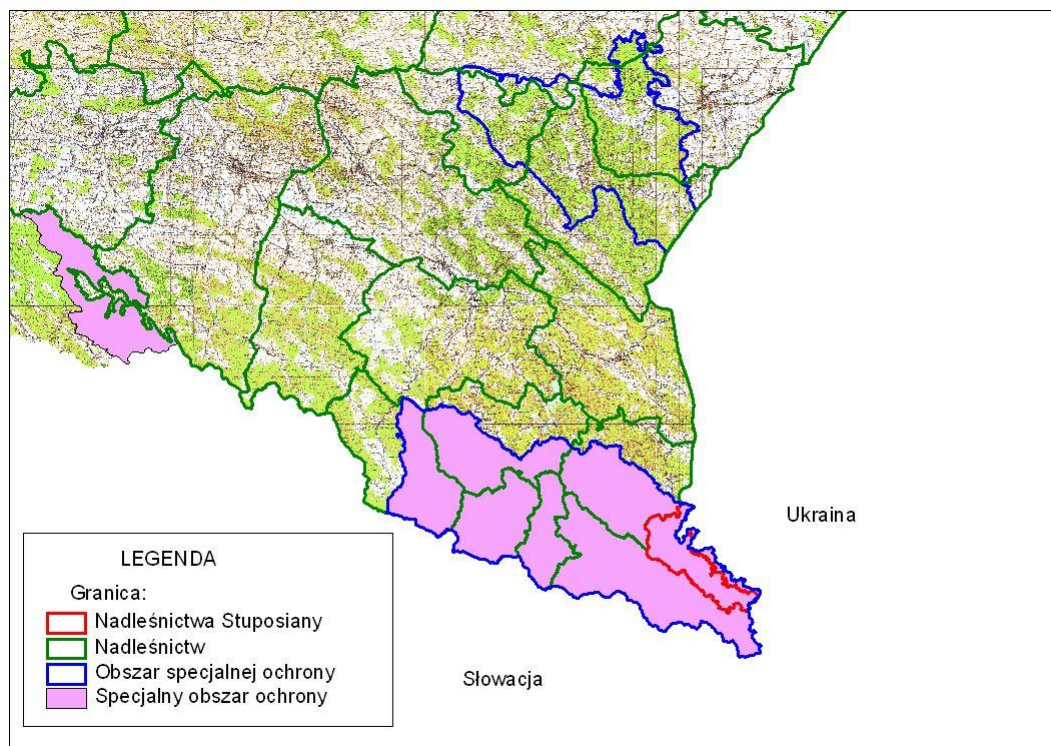 Ukraina
Słowacja
LEGENDA
Granica:
Nadleśnictwa Stuposiany
Nadleśnictw
Obszar specjalnej ochrony
Specjalny obszar ochrony